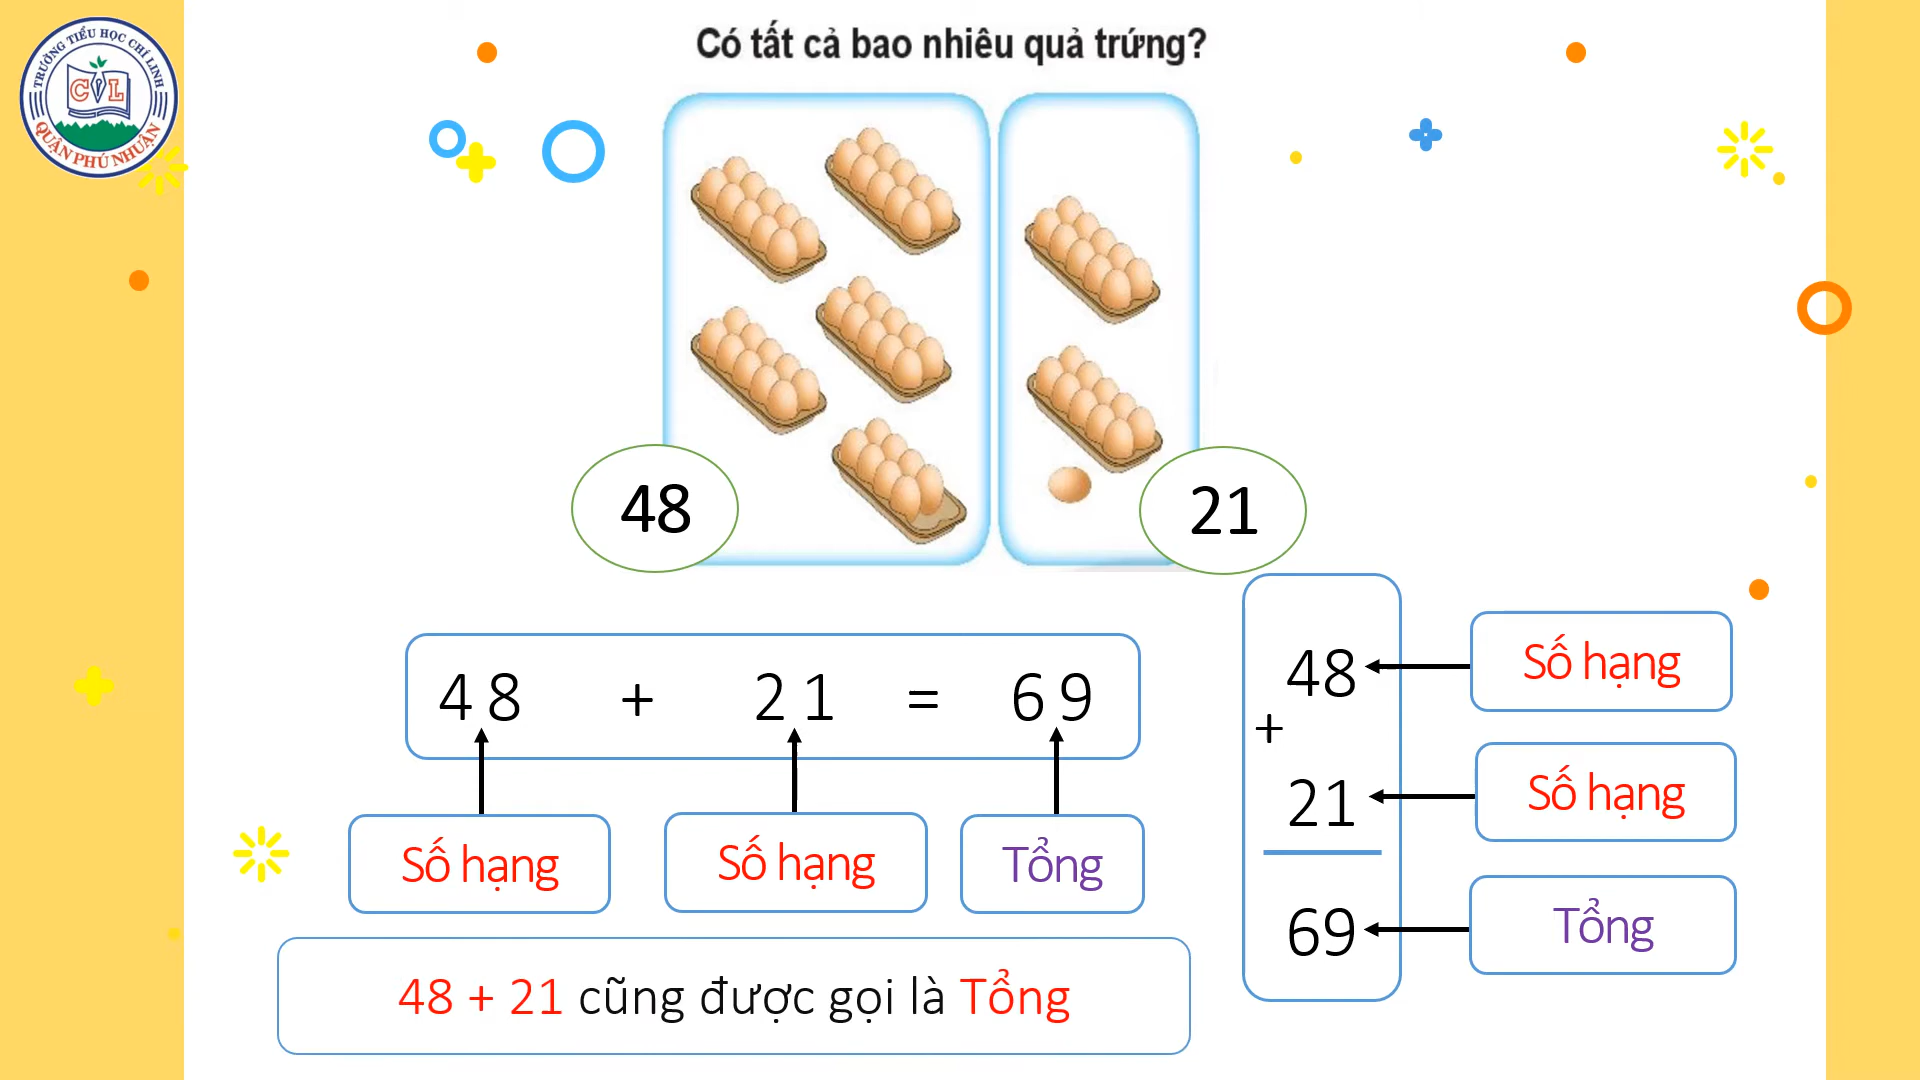 TRƯỜNG TIỂU HỌC CHÍ LINH
CVL
QUẬN PHÚ NHUẬN
Có tất cả bao nhiêu quả trứng?
48
21
48 + 21 = 69
Số hạng
Số hạng
Tổng
48 + 21 cũng được gọi là Tổng
48
+
21
69
Số hạng
Số hạng
Tổng